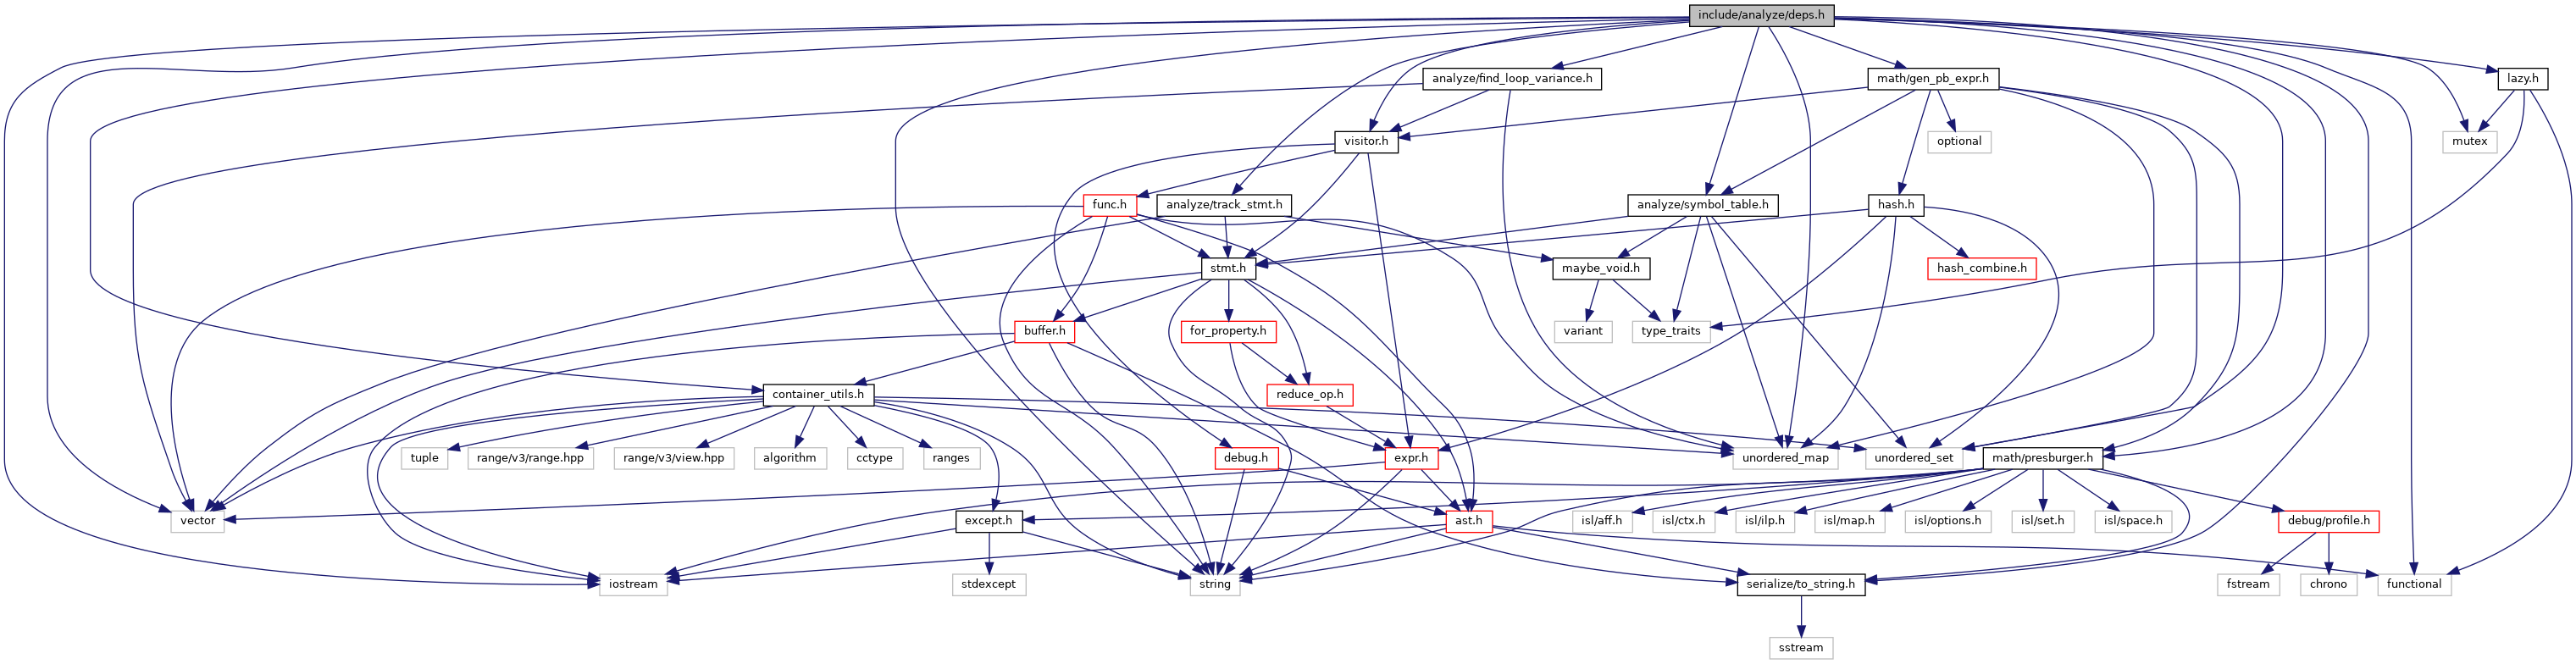 include/analyze/deps.h
analyze/find_loop_variance.h
math/gen_pb_expr.h
lazy.h
visitor.h
optional
mutex
func.h
analyze/track_stmt.h
analyze/symbol_table.h
hash.h
stmt.h
maybe_void.h
hash_combine.h
buffer.h
for_property.h
variant
type_traits
container_utils.h
reduce_op.h
tuple
range/v3/range.hpp
range/v3/view.hpp
algorithm
cctype
ranges
debug.h
expr.h
unordered_map
unordered_set
math/presburger.h
vector
except.h
ast.h
isl/aff.h
isl/ctx.h
isl/ilp.h
isl/map.h
isl/options.h
isl/set.h
isl/space.h
debug/profile.h
iostream
stdexcept
string
serialize/to_string.h
fstream
chrono
functional
sstream